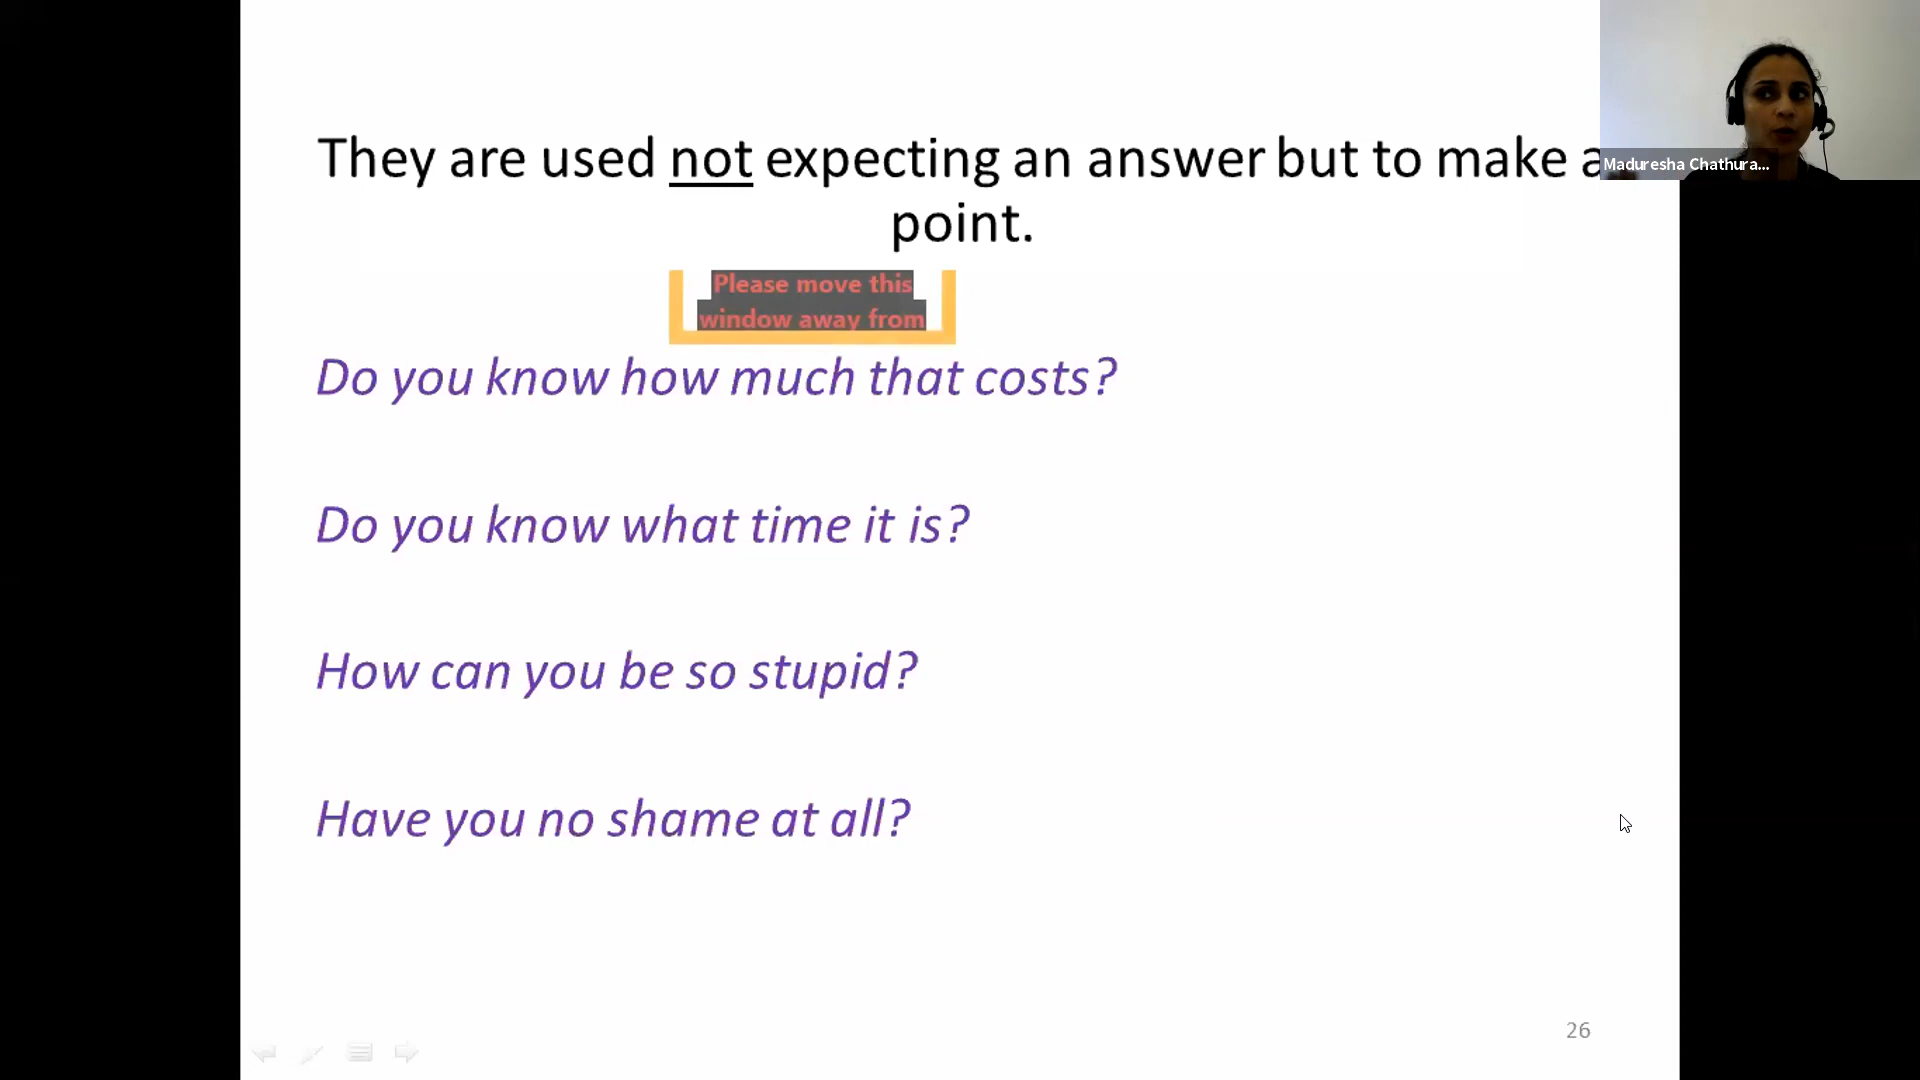 They are used not expecting an answer but to make a
point.
Please move this
window away from
Do you know how much that costs?
Do you know what time it is?
How can you be so stupid?
Have you no shame at all?
26
Maduresha Chathura...